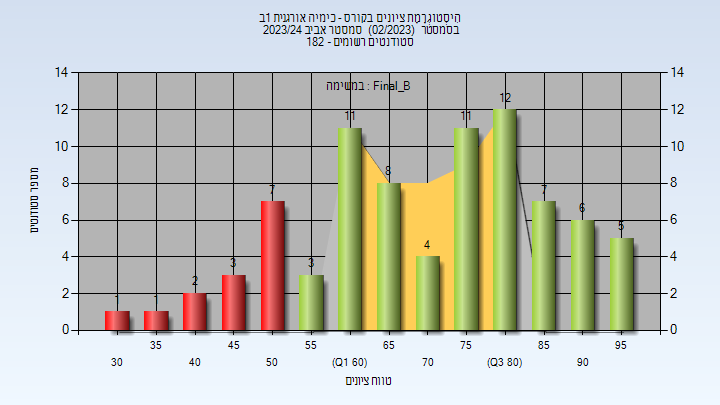 היסטוגרמת ציונים בקורס - כימיה אורגנית 1ב
בסמסטר (02/2023) סמסטר אביב 2023/24
סטודנטים רשומים - 182
במשימה : Final_B
מספר סטודנטים
14 14
12 12
10 10
8 8
6 6
4 4
2 2
0 0
1 1 2 3 7 3 11 8 4 11 12 7 6 5
35 45 55 65 75 85 95
30 40 50 (Q1 60) 70 (Q3 80) 90
טווח ציונים